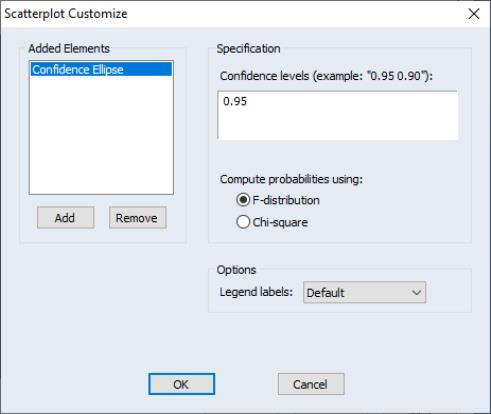 Scatterplot Customize
Added Elements
Confidence Ellipse
Add
Remove
Specification
Confidence levels (example: "0.95 0.90"):
0.95
Compute probabilities using:
F-distribution
Chi-square
Options
Legend labels:
Default
OK
Cancel